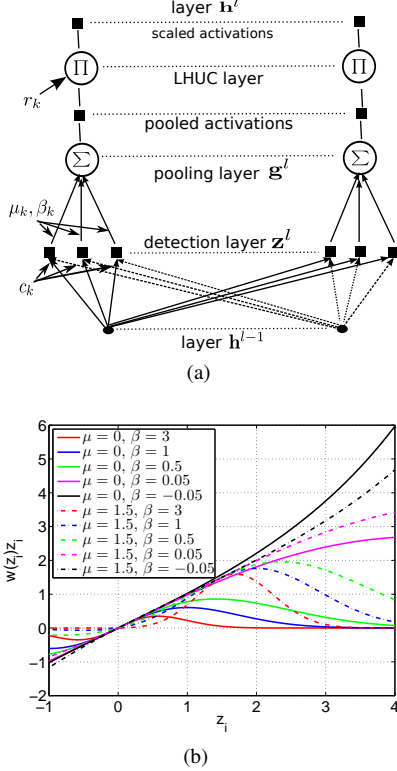 layer h^l
scaled activations
Π
Π
LHUC layer
r_k
pooled activations
Σ
Σ
pooling layer g^l
μ_k, β_k
detection layer z^l
c_k
layer h^{l−1}
(a)
6
5
4
3
2
1
0
−1
−2
w(z_i)z_i
μ = 0, β = 3
μ = 0, β = 1
μ = 0, β = 0.5
μ = 0, β = 0.05
μ = 0, β = −0.05
μ = 1.5, β = 3
μ = 1.5, β = 1
μ = 1.5, β = 0.5
μ = 1.5, β = 0.05
μ = 1.5, β = −0.05
−1 0 1 2 3 4
z_i
(b)